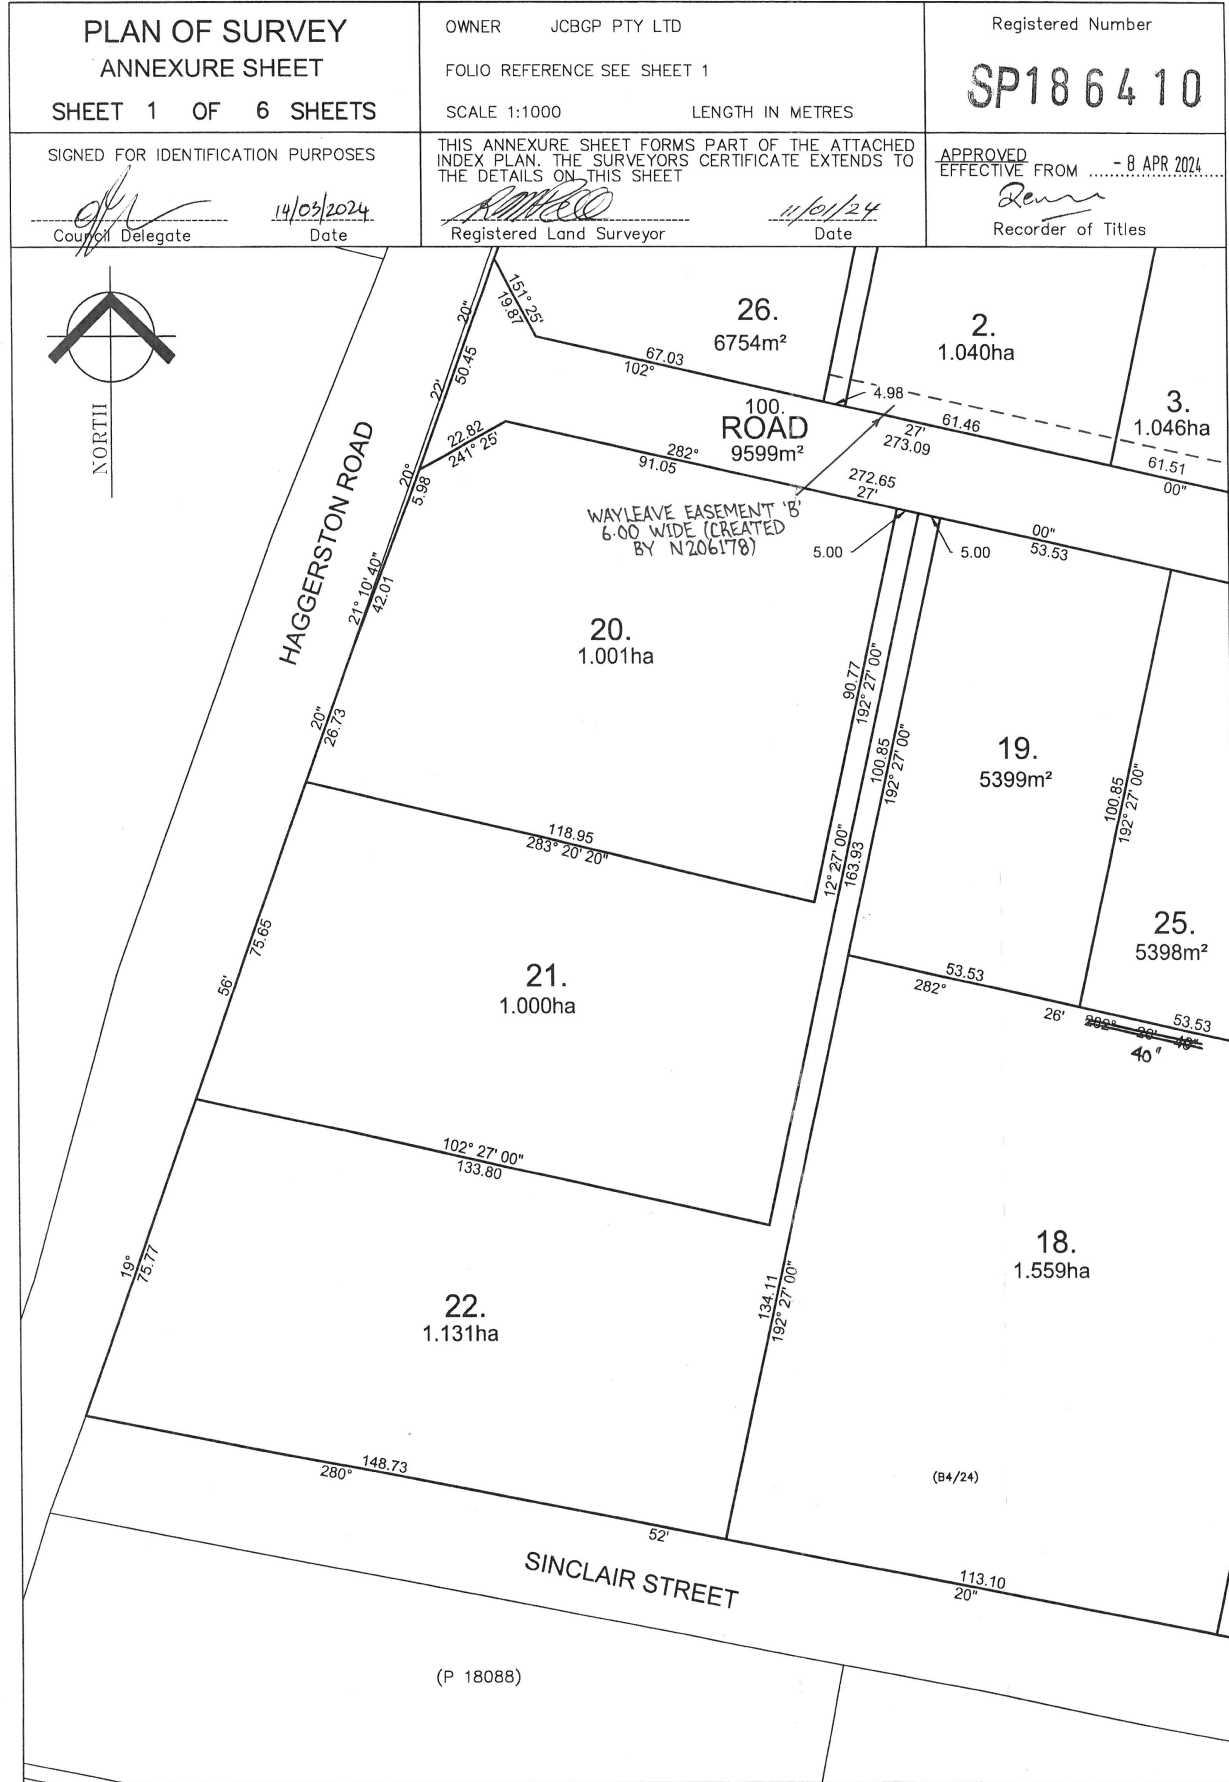 PLAN OF SURVEY
ANNEXURE SHEET
SHEET 1 OF 6 SHEETS
OWNER JCBGP PTY LTD
FOLIO REFERENCE SEE SHEET 1
SCALE 1:1000 LENGTH IN METRES
Registered Number
SP186410
SIGNED FOR IDENTIFICATION PURPOSES
14/03/2024
Council Delegate Date
THIS ANNEXURE SHEET FORMS PART OF THE ATTACHED
INDEX PLAN. THE SURVEYORS CERTIFICATE EXTENDS TO
THE DETAILS ON THIS SHEET
11/01/24
Registered Land Surveyor Date
APPROVED
EFFECTIVE FROM - 8 APR 2024
Recorder of Titles
NORTH
HAGGERSTON ROAD
20"
22'
50.45
20°
5.98
21° 10' 40"
42.01
20"
26.73
75.65
56'
19°
75.77
151° 25'
19.87
26.
6754m²
67.03
102°
2.
1.040ha
3.
1.046ha
4.98
61.46
27'
273.09
61.51
00"
100.
ROAD
9599m²
22.82
241° 25'
282°
91.05
272.65
27'
WAYLEAVE EASEMENT 'B'
6.00 WIDE (CREATED
BY N206178)
5.00
5.00
00"
53.53
20.
1.001ha
90.77
192° 27' 00"
100.85
192° 27' 00"
19.
5399m²
100.85
192° 27' 00"
118.95
283° 20' 20"
12° 27' 00"
163.93
25.
5398m²
21.
1.000ha
53.53
282°
26'
53.53
282° 26' 40"
40"
102° 27' 00"
133.80
18.
1.559ha
134.11
192° 27' 00"
22.
1.131ha
148.73
280°
(B4/24)
52'
SINCLAIR STREET
113.10
20"
(P 18088)